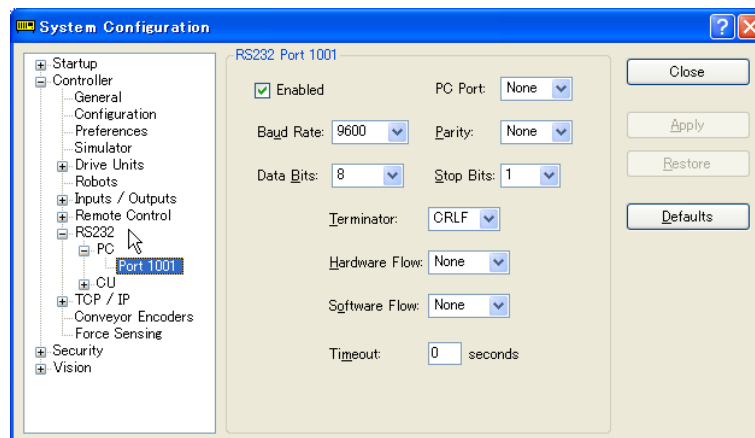 System Configuration
Startup
Controller
General
Configuration
Preferences
Simulator
Drive Units
Robots
Inputs / Outputs
Remote Control
RS232
PC
Port 1001
CU
TCP / IP
Conveyor Encoders
Force Sensing
Security
Vision
RS232 Port 1001
Enabled
PC Port: None
Baud Rate: 9600
Parity: None
Data Bits: 8
Stop Bits: 1
Terminator: CRLF
Hardware Flow: None
Software Flow: None
Timeout: 0 seconds
Close
Apply
Restore
Defaults